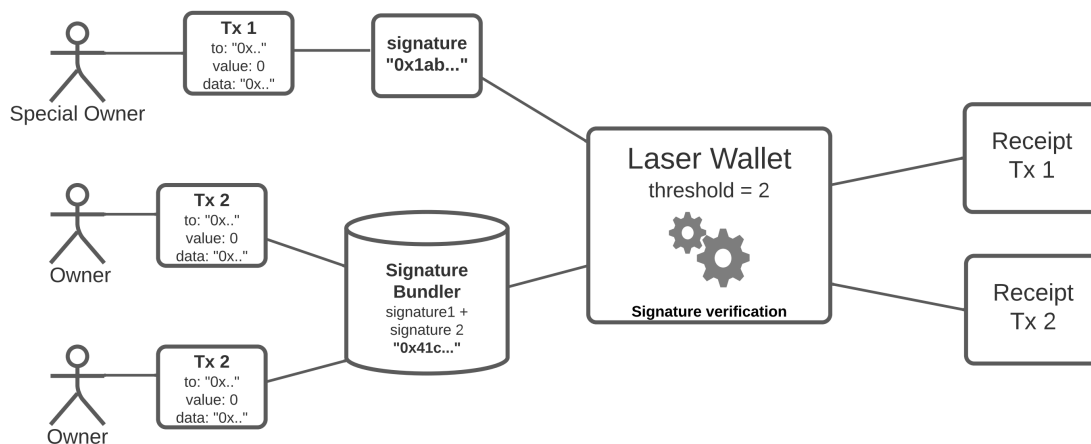 Special Owner
Tx 1
to: "0x.."
value: 0
data: "0x.."
signature
"0x1ab..."
Owner
Tx 2
to: "0x.."
value: 0
data: "0x.."
Owner
Tx 2
to: "0x.."
value: 0
data: "0x.."
Signature
Bundler
signature1 +
signature 2
"0x41c..."
Laser Wallet
threshold = 2
Signature verification
Receipt
Tx 1
Receipt
Tx 2